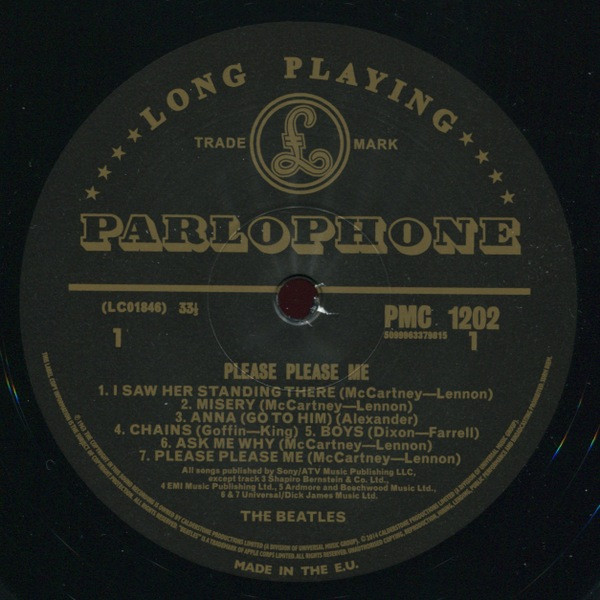 LONG PLAYING
TRADE £ MARK
PARLOPHONE
(LC01846) 33⅓
PMC 1202
5099963379815
1
1
PLEASE PLEASE ME
1. I SAW HER STANDING THERE (McCartney—Lennon)
2. MISERY (McCartney—Lennon)
3. ANNA (GO TO HIM) (Alexander)
4. CHAINS (Goffin—King) 5. BOYS (Dixon—Farrell)
6. ASK ME WHY (McCartney—Lennon)
7. PLEASE PLEASE ME (McCartney—Lennon)
All songs published by Sony/ATV Music Publishing LLC,
except track 3 Shapiro Bernstein & Co. Ltd.,
4 EMI Music Publishing Ltd., 5 Ardmore and Beechwood Music Ltd.,
6 & 7 Universal/Dick James Music Ltd.
THE BEATLES
MADE IN THE E.U.